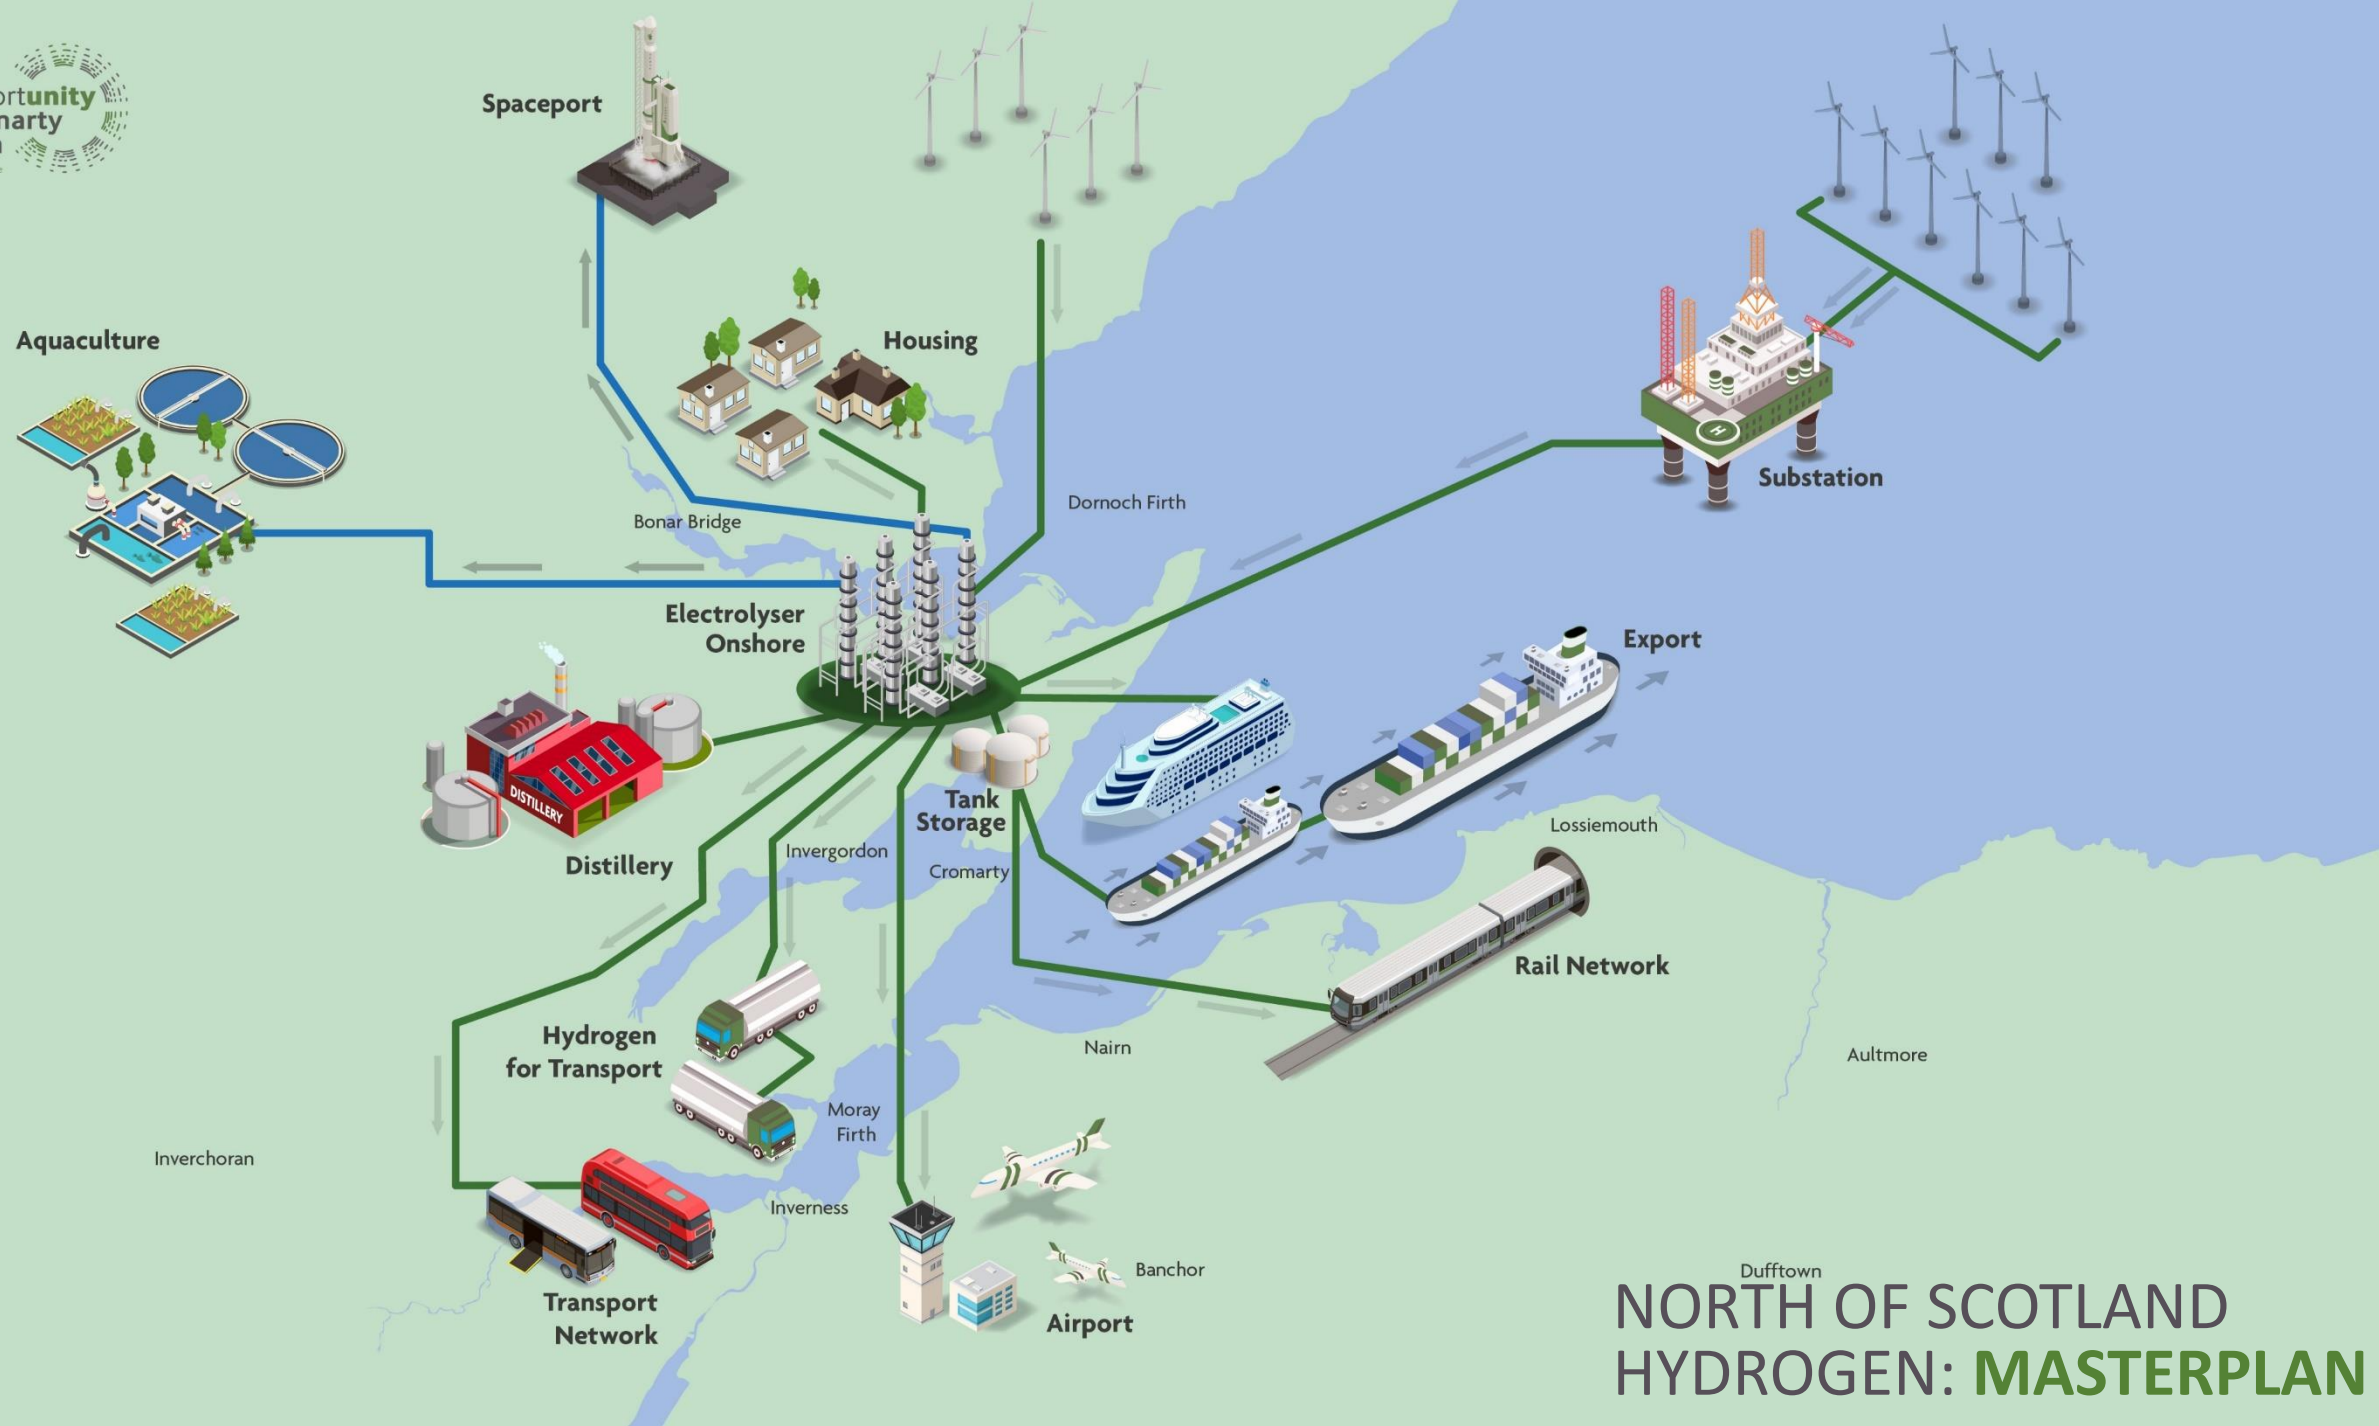 unity
Spaceport
Aquaculture
Housing
Dornoch Firth
Bonar Bridge
Substation
Electrolyser
Onshore
Export
DISTILLERY
Distillery
Tank
Storage
Invergordon
Cromarty
Lossiemouth
Rail Network
Hydrogen
for Transport
Nairn
Aultmore
Moray
Firth
Inverchoran
Inverness
Banchor
Airport
Transport
Network
Dufftown
H
NORTH OF SCOTLAND
HYDROGEN: MASTERPLAN